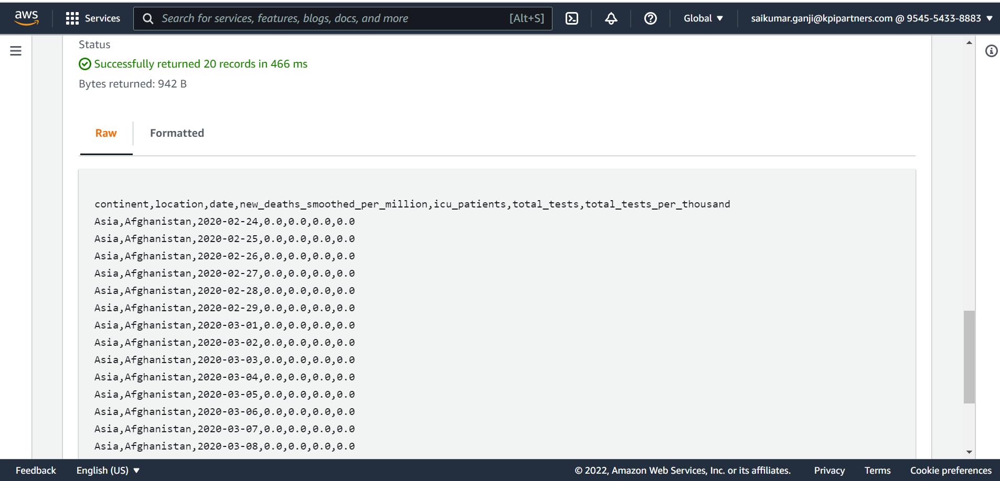 aws Services Search for services, features, blogs, docs, and more [Alt+S] Global saikumar.ganji@kpipartners.com @ 9545-5433-8883
Status
Successfully returned 20 records in 466 ms
Bytes returned: 942 B
Raw Formatted
continent,location,date,new_deaths_smoothed_per_million,icu_patients,total_tests,total_tests_per_thousand
Asia,Afghanistan,2020-02-24,0.0,0.0,0.0,0.0
Asia,Afghanistan,2020-02-25,0.0,0.0,0.0,0.0
Asia,Afghanistan,2020-02-26,0.0,0.0,0.0,0.0
Asia,Afghanistan,2020-02-27,0.0,0.0,0.0,0.0
Asia,Afghanistan,2020-02-28,0.0,0.0,0.0,0.0
Asia,Afghanistan,2020-02-29,0.0,0.0,0.0,0.0
Asia,Afghanistan,2020-03-01,0.0,0.0,0.0,0.0
Asia,Afghanistan,2020-03-02,0.0,0.0,0.0,0.0
Asia,Afghanistan,2020-03-03,0.0,0.0,0.0,0.0
Asia,Afghanistan,2020-03-04,0.0,0.0,0.0,0.0
Asia,Afghanistan,2020-03-05,0.0,0.0,0.0,0.0
Asia,Afghanistan,2020-03-06,0.0,0.0,0.0,0.0
Asia,Afghanistan,2020-03-07,0.0,0.0,0.0,0.0
Asia,Afghanistan,2020-03-08,0.0,0.0,0.0,0.0
Feedback English (US) © 2022, Amazon Web Services, Inc. or its affiliates. Privacy Terms Cookie preferences